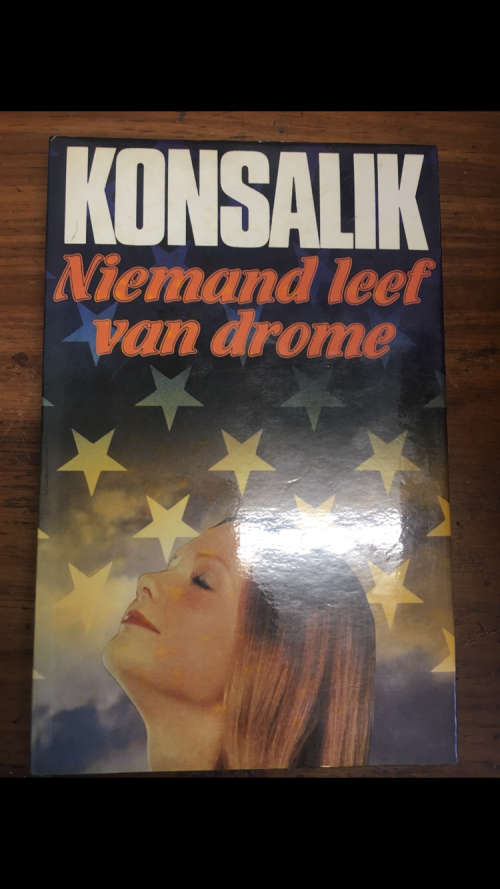 KONSALIK
Niemand leef
van drome